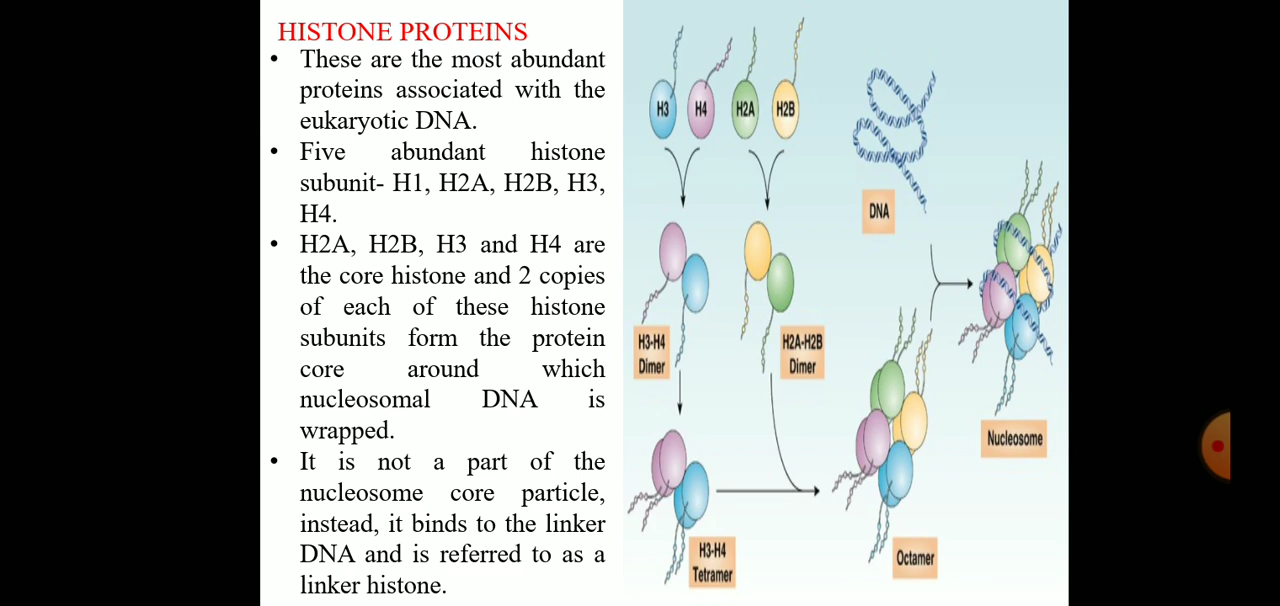 HISTONE PROTEINS
• These are the most abundant
proteins associated with the
eukaryotic DNA.
• Five abundant histone
subunit- H1, H2A, H2B, H3,
H4.
• H2A, H2B, H3 and H4 are
the core histone and 2 copies
of each of these histone
subunits form the protein
core around which
nucleosomal DNA is
wrapped.
• It is not a part of the
nucleosome core particle,
instead, it binds to the linker
DNA and is referred to as a
linker histone.
H3 H4 H2A H2B
DNA
H3-H4
Dimer
H2A-H2B
Dimer
Nucleosome
H3-H4
Tetramer
Octamer